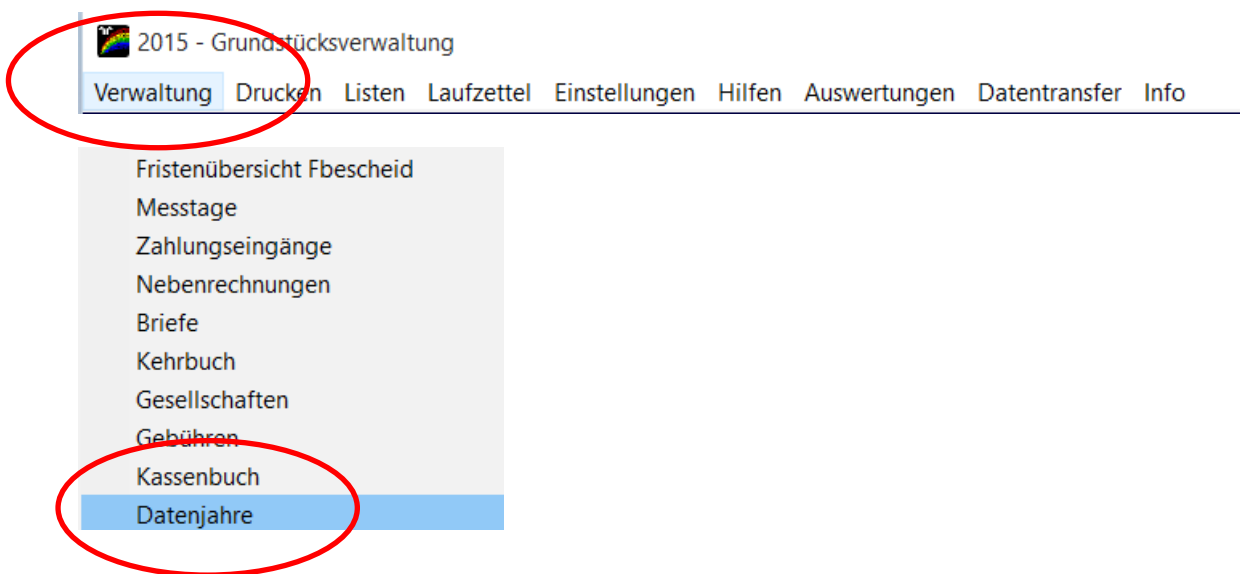 2015 - Grundstücksverwaltung
Verwaltung Drucken Listen Laufzettel Einstellungen Hilfen Auswertungen Datentransfer Info
Fristenübersicht Fbescheid
Messtage
Zahlungseingänge
Nebenrechnungen
Briefe
Kehrbuch
Gesellschaften
Gebühren
Kassenbuch
Datenjahre